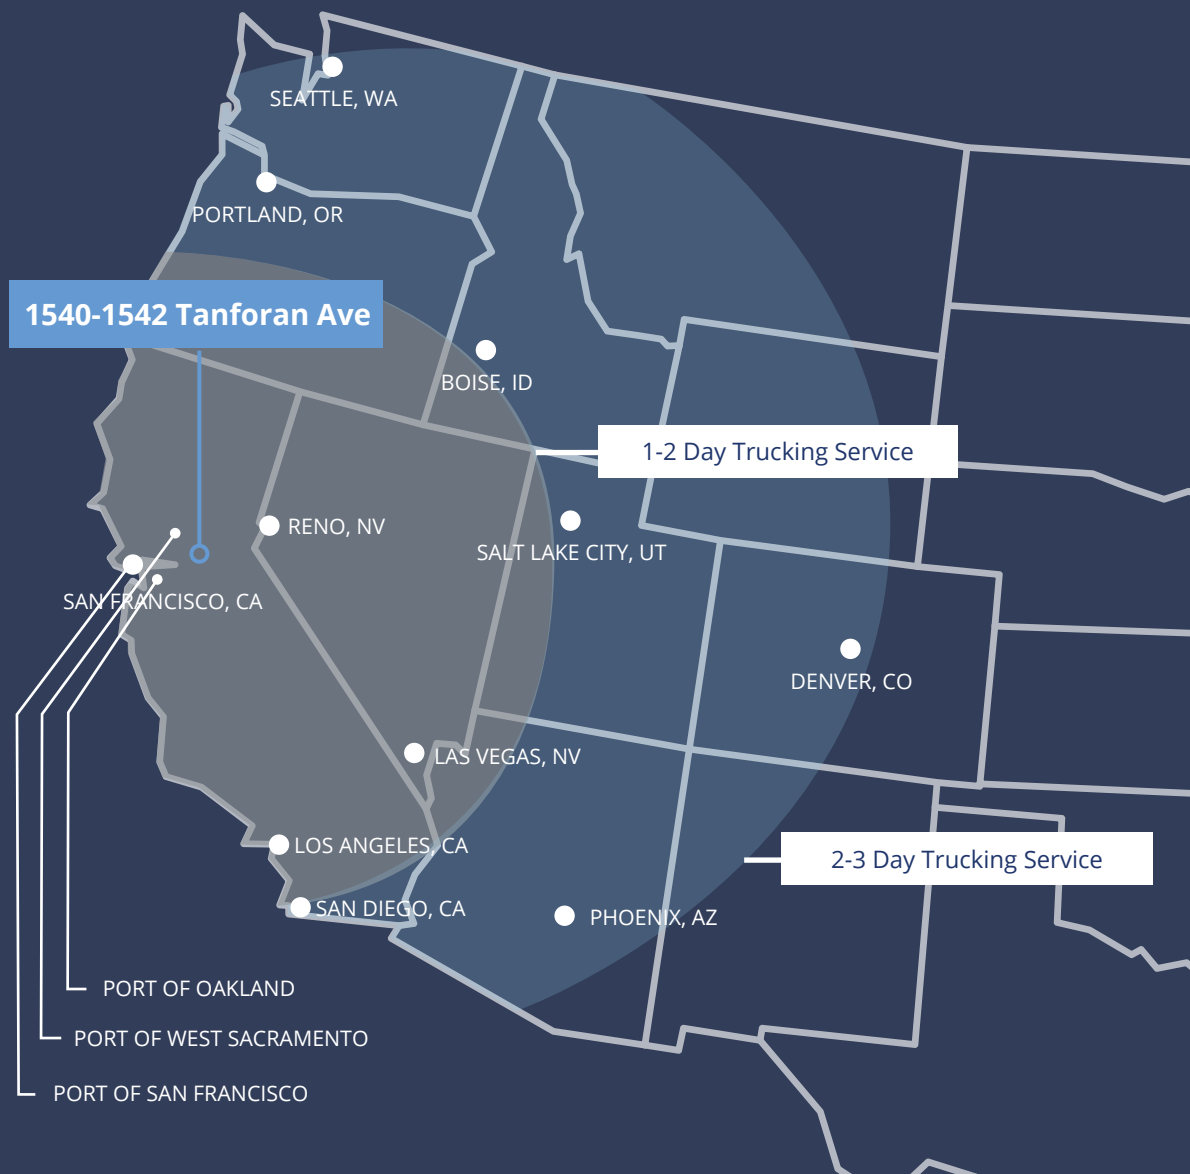 SEATTLE, WA
PORTLAND, OR
1540-1542 Tanforan Ave
BOISE, ID
1-2 Day Trucking Service
RENO, NV
SALT LAKE CITY, UT
SAN FRANCISCO, CA
DENVER, CO
LAS VEGAS, NV
LOS ANGELES, CA
2-3 Day Trucking Service
SAN DIEGO, CA
PHOENIX, AZ
PORT OF OAKLAND
PORT OF WEST SACRAMENTO
PORT OF SAN FRANCISCO